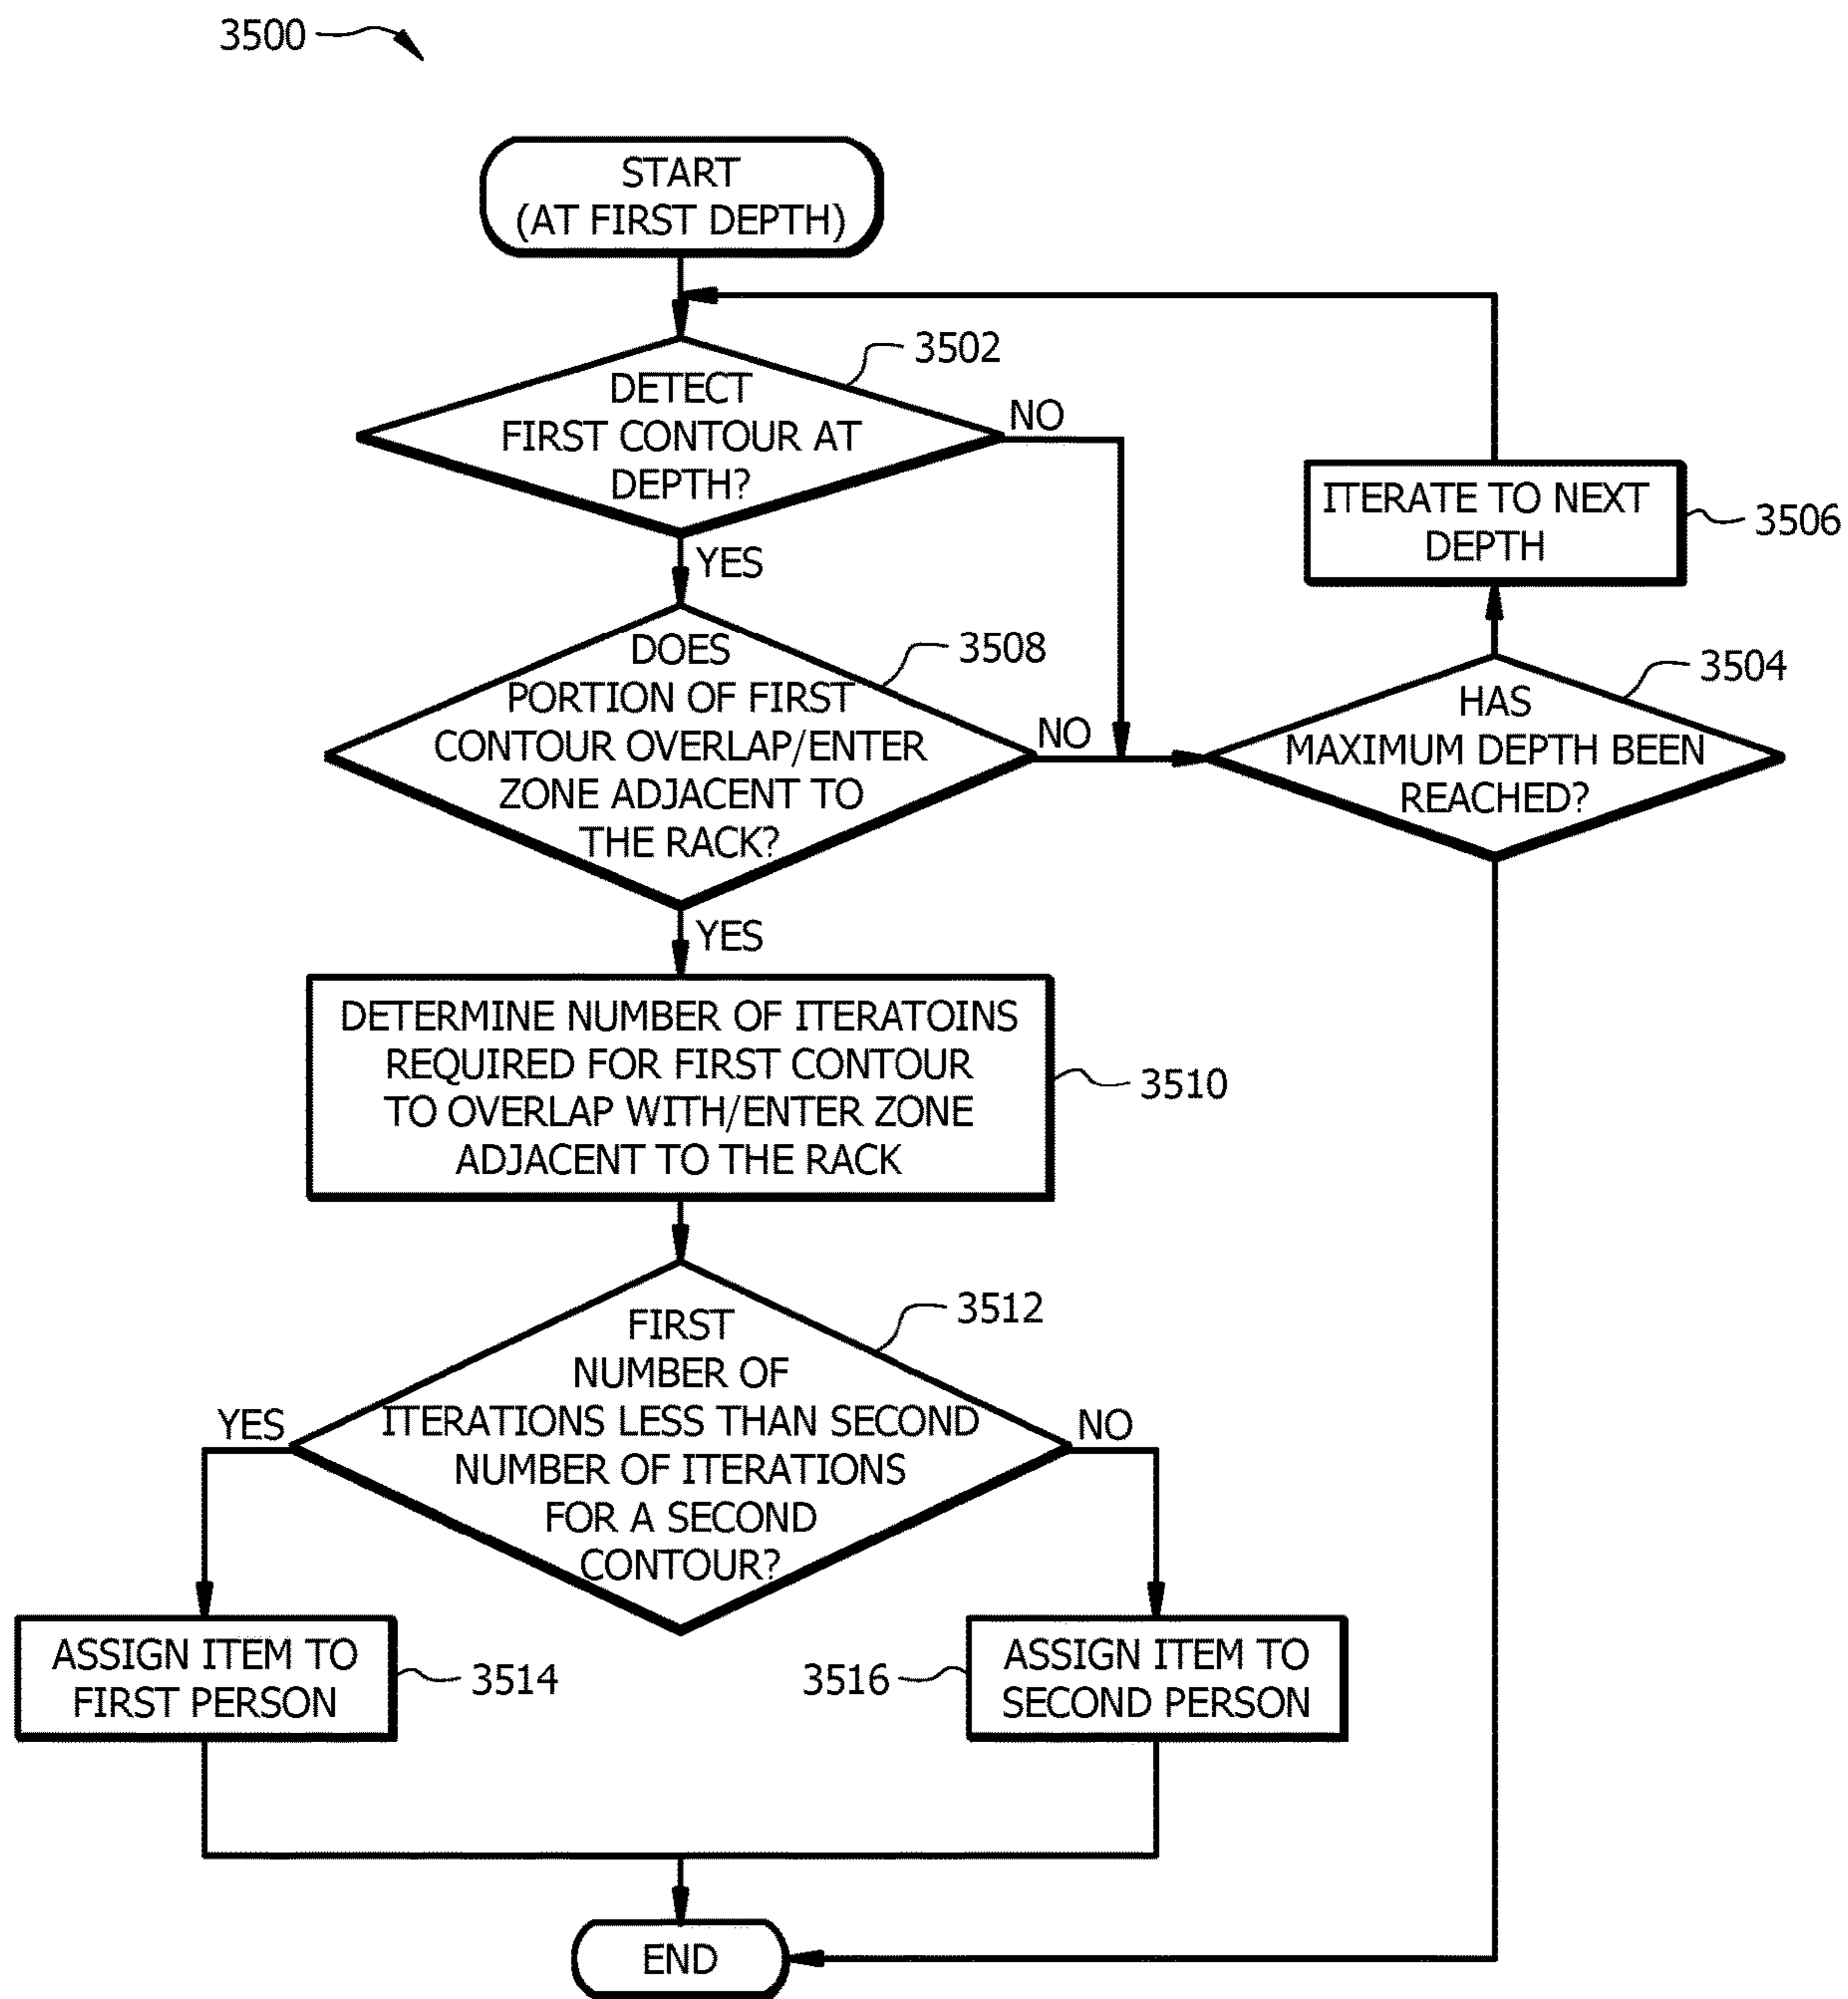 3500
START
(AT FIRST DEPTH)
3502
DETECT
FIRST CONTOUR AT
DEPTH?
NO
YES
ITERATE TO NEXT
DEPTH
3506
DOES
PORTION OF FIRST
CONTOUR OVERLAP/ENTER
ZONE ADJACENT TO
THE RACK?
3508
NO
YES
3504
HAS
MAXIMUM DEPTH BEEN
REACHED?
DETERMINE NUMBER OF ITERATOINS
REQUIRED FOR FIRST CONTOUR
TO OVERLAP WITH/ENTER ZONE
ADJACENT TO THE RACK
3510
3512
FIRST
NUMBER OF
ITERATIONS LESS THAN SECOND
NUMBER OF ITERATIONS
FOR A SECOND
CONTOUR?
YES
NO
ASSIGN ITEM TO
FIRST PERSON
3514
3516
ASSIGN ITEM TO
SECOND PERSON
END